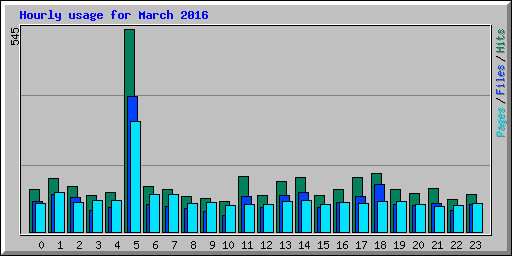 Hourly usage for March 2016
545
Pages / Files / Hits
0 1 2 3 4 5 6 7 8 9 10 11 12 13 14 15 16 17 18 19 20 21 22 23